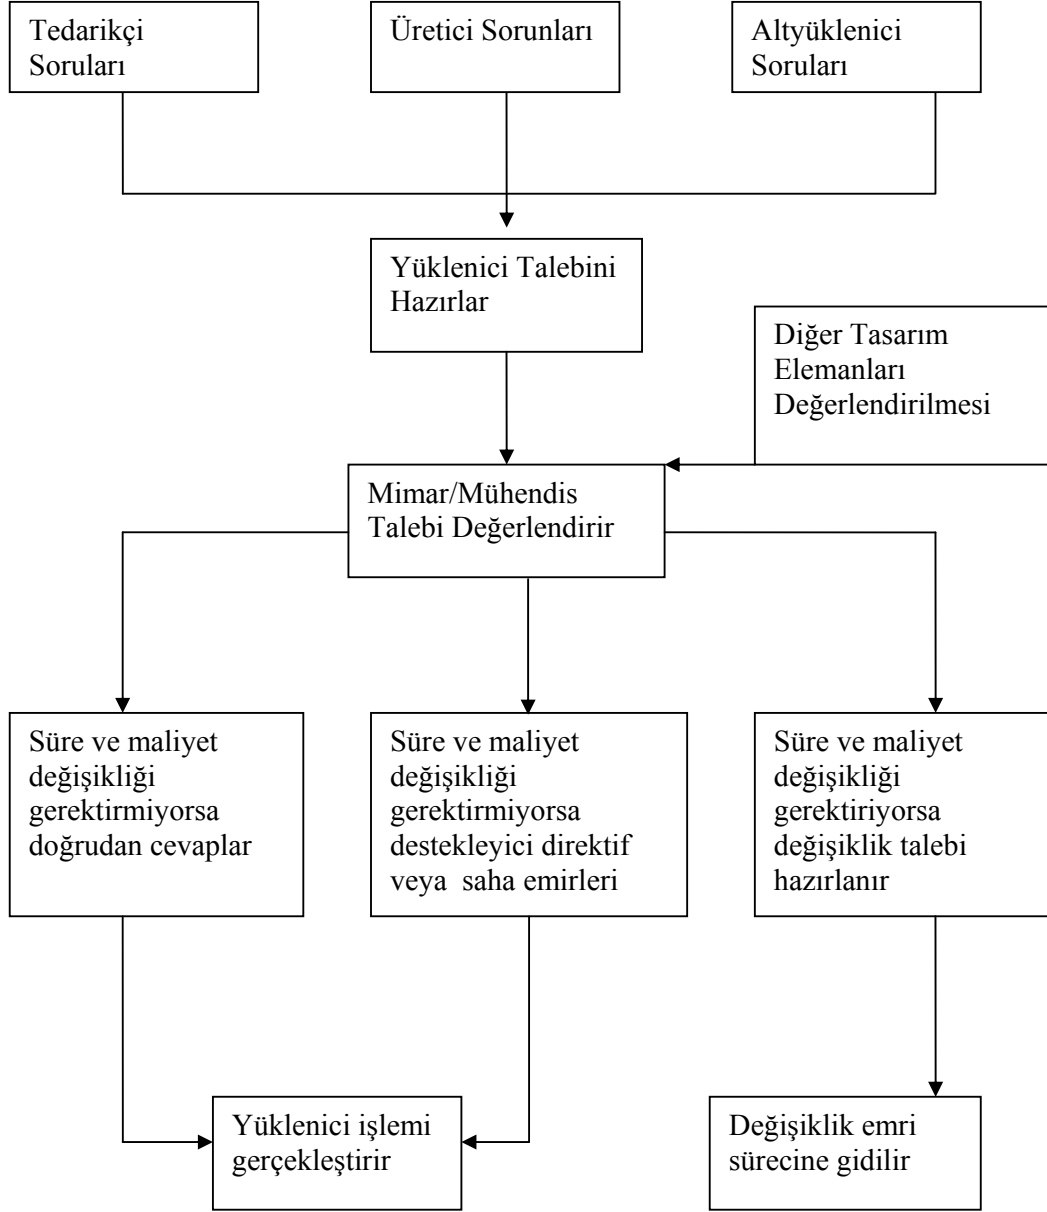 Tedarikçi
Soruları
Üretici Sorunları
Altyüklenici
Soruları
Yüklenici Talebini
Hazırlar
Diğer Tasarım
Elemanları
Değerlendirilmesi
Mimar/Mühendis
Talebi Değerlendirir
Süre ve maliyet
değişikliği
gerektirmiyorsa
doğrudan cevaplar
Süre ve maliyet
değişikliği
gerektirmiyorsa
destekleyici direktif
veya saha emirleri
Süre ve maliyet
değişikliği
gerektiriyorsa
değişiklik talebi
hazırlanır
Yüklenici işlemi
gerçekleştirir
Değişiklik emri
sürecine gidilir